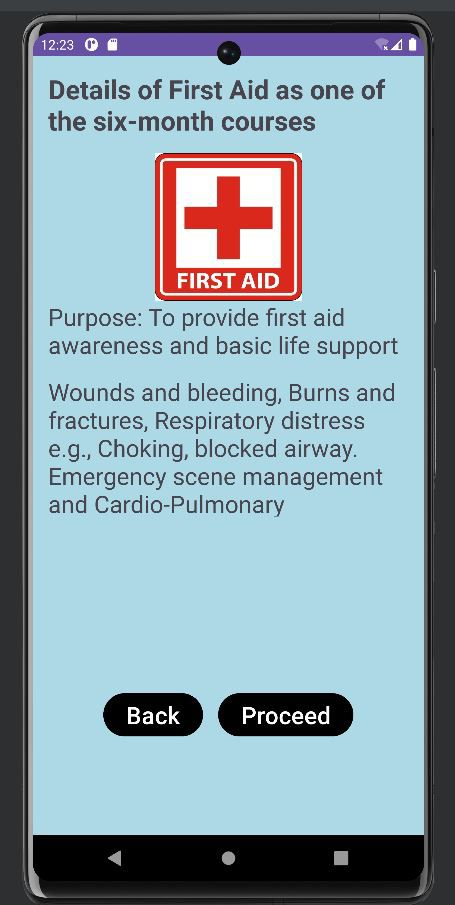 12:23
Details of First Aid as one of
the six-month courses
FIRST AID
Purpose: To provide first aid
awareness and basic life support
Wounds and bleeding, Burns and
fractures, Respiratory distress
e.g., Choking, blocked airway.
Emergency scene management
and Cardio-Pulmonary
Back Proceed